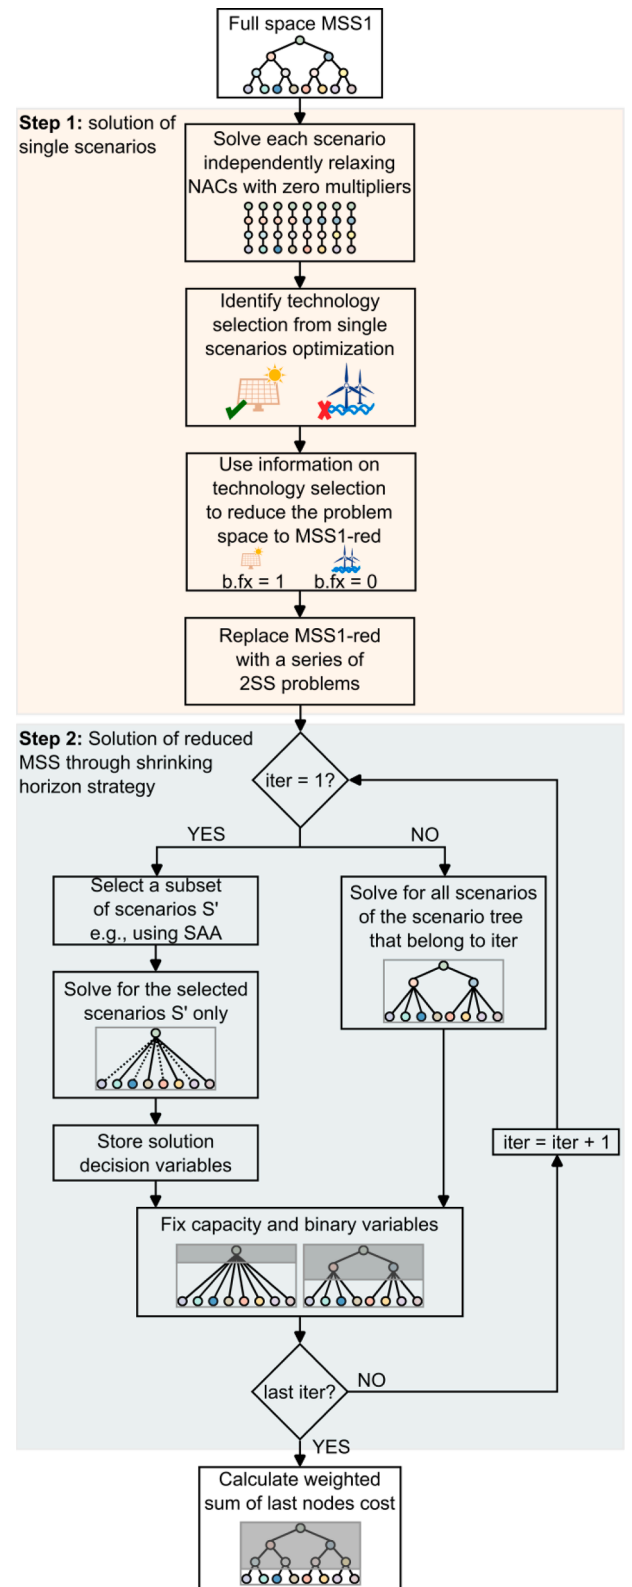 Full space MSS1
Step 1: solution of
single scenarios
Solve each scenario
independently relaxing
NACs with zero multipliers
Identify technology
selection from single
scenarios optimization
Use information on
technology selection
to reduce the problem
space to MSS1-red
b.fx = 1
b.fx = 0
Replace MSS1-red
with a series of
2SS problems
Step 2: Solution of reduced
MSS through shrinking
horizon strategy
iter = 1?
YES
NO
Select a subset
of scenarios S'
e.g., using SAA
Solve for all scenarios
of the scenario tree
that belong to iter
Solve for the selected
scenarios S' only
Store solution
decision variables
iter = iter + 1
Fix capacity and binary variables
last iter?
NO
YES
Calculate weighted
sum of last nodes cost